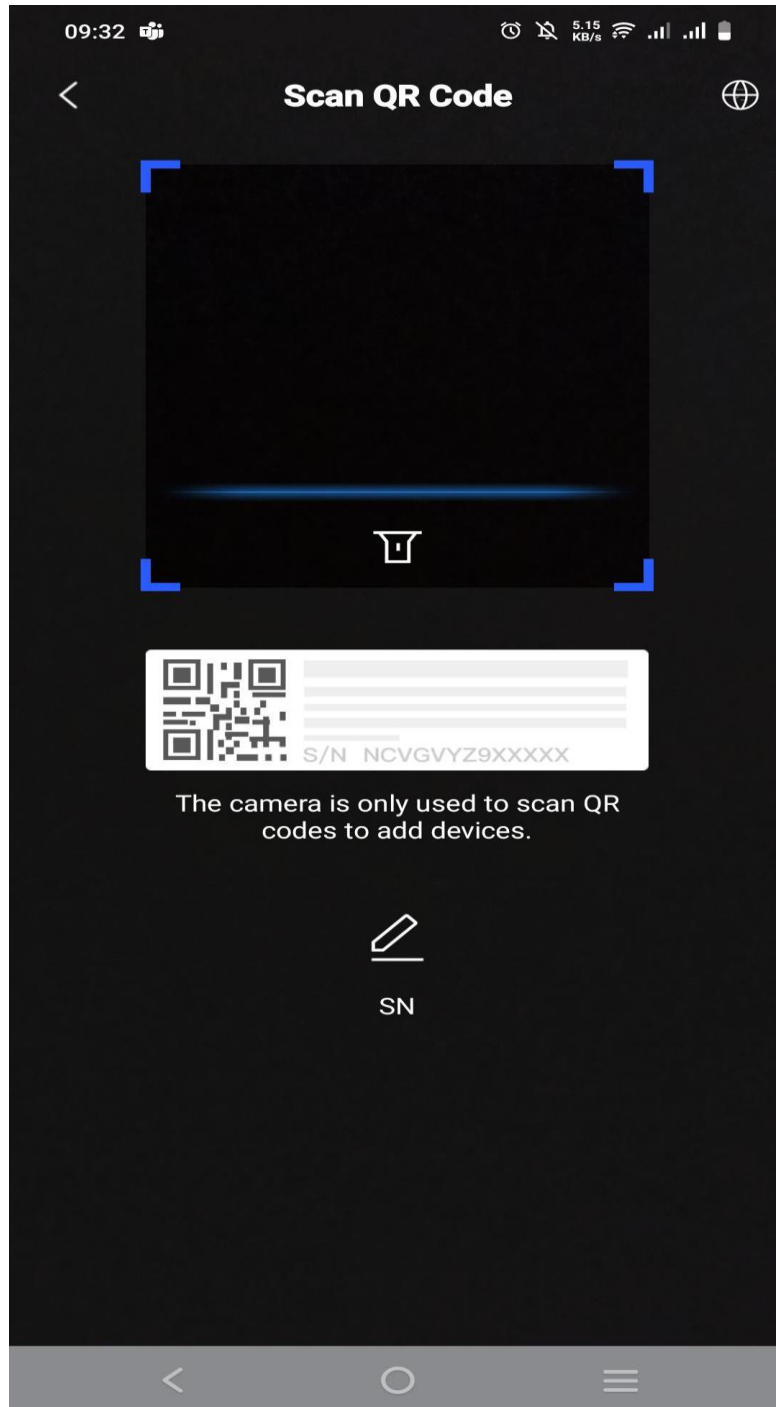 09:32
5.15
KB/s
Scan QR Code
S/N NCVGVYZ9XXXXX
The camera is only used to scan QR
codes to add devices.
SN